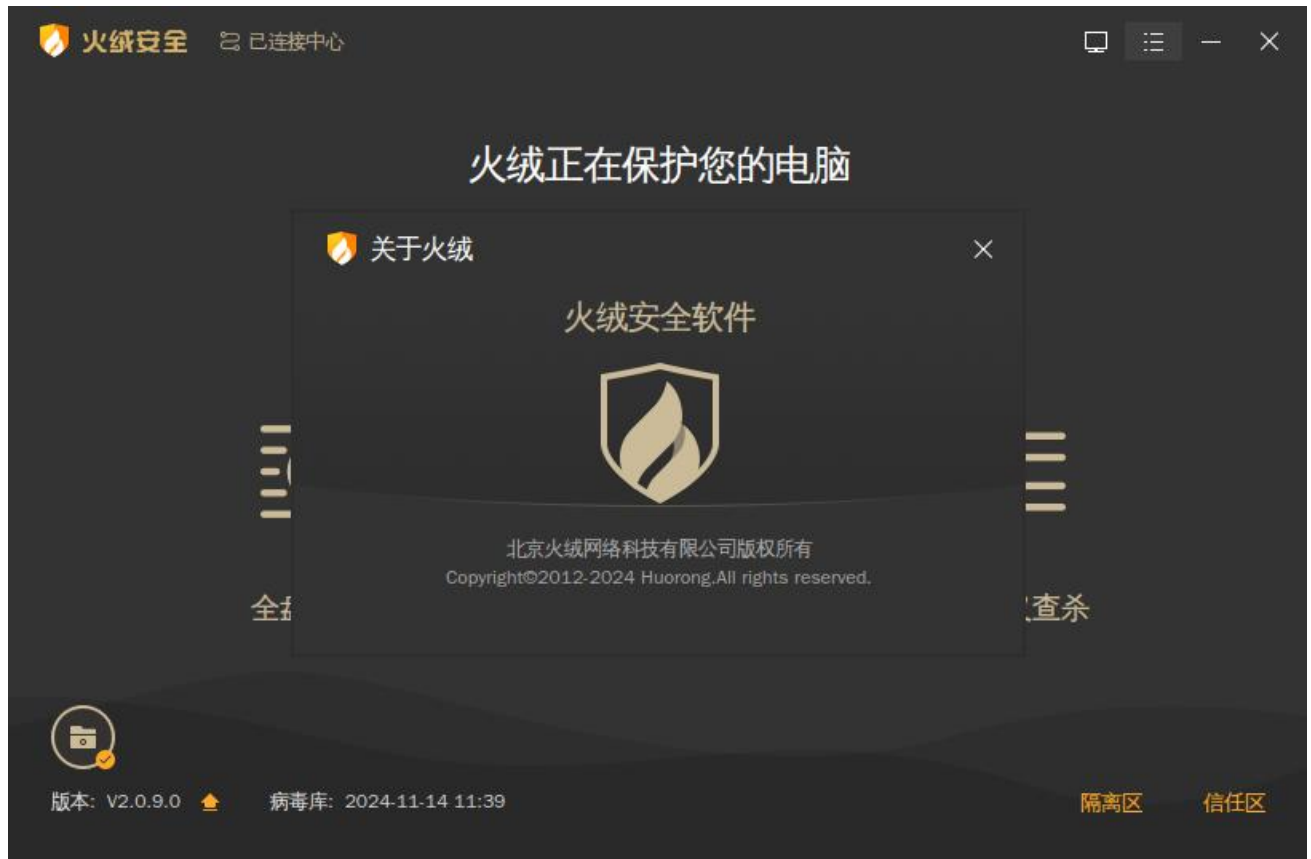 火绒安全 已连接中心
火绒正在保护您的电脑
关于火绒
火绒安全软件
北京火绒网络科技有限公司版权所有
Copyright©2012-2024 Huorong.All rights reserved.
全 查杀
版本: V2.0.9.0 病毒库: 2024-11-14 11:39 隔离区 信任区